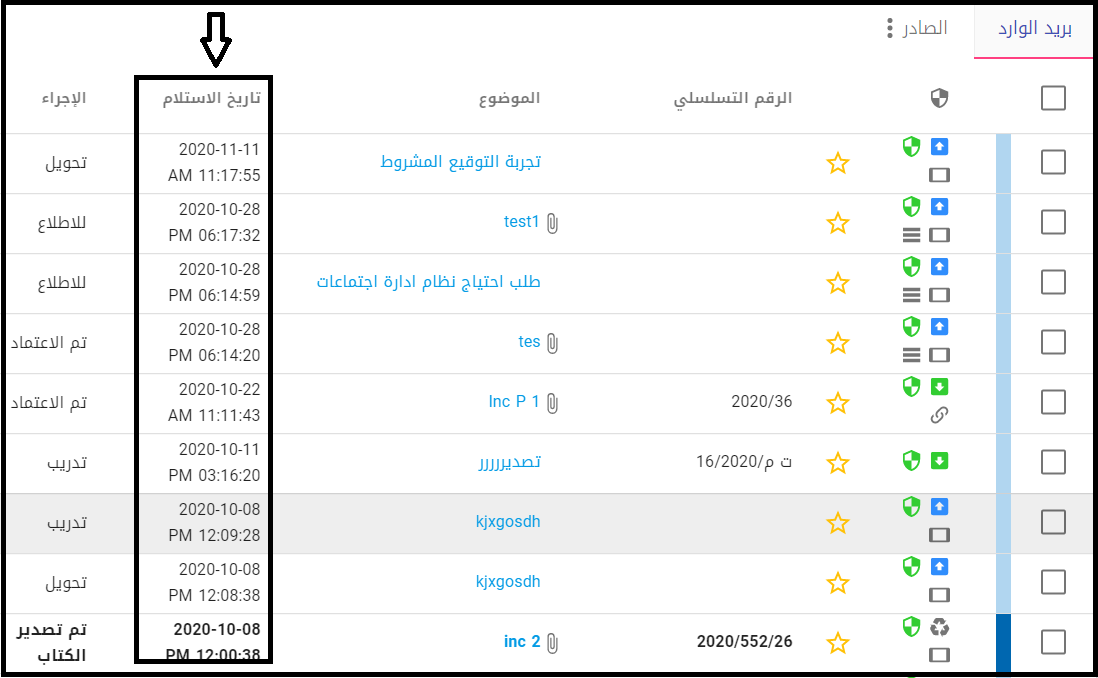 بريد الوارد
الصادر
الرقم التسلسلي
الموضوع
تاريخ الاستلام
الإجراء
تجربة التوقيع المشروط
2020-11-11
AM 11:17:55
تحويل
test1
2020-10-28
PM 06:17:32
للاطلاع
طلب احتياج نظام ادارة اجتماعات
2020-10-28
PM 06:14:59
للاطلاع
tes
2020-10-28
PM 06:14:20
تم الاعتماد
2020/36
Inc P 1
2020-10-22
AM 11:11:43
تم الاعتماد
ت م/16/2020
تصديررررر
2020-10-11
PM 03:16:20
تدريب
kjxgosdh
2020-10-08
PM 12:09:28
تدريب
kjxgosdh
2020-10-08
PM 12:08:38
تحويل
2020/552/26
inc 2
2020-10-08
PM 12:00:38
تم تصدير
الكتاب